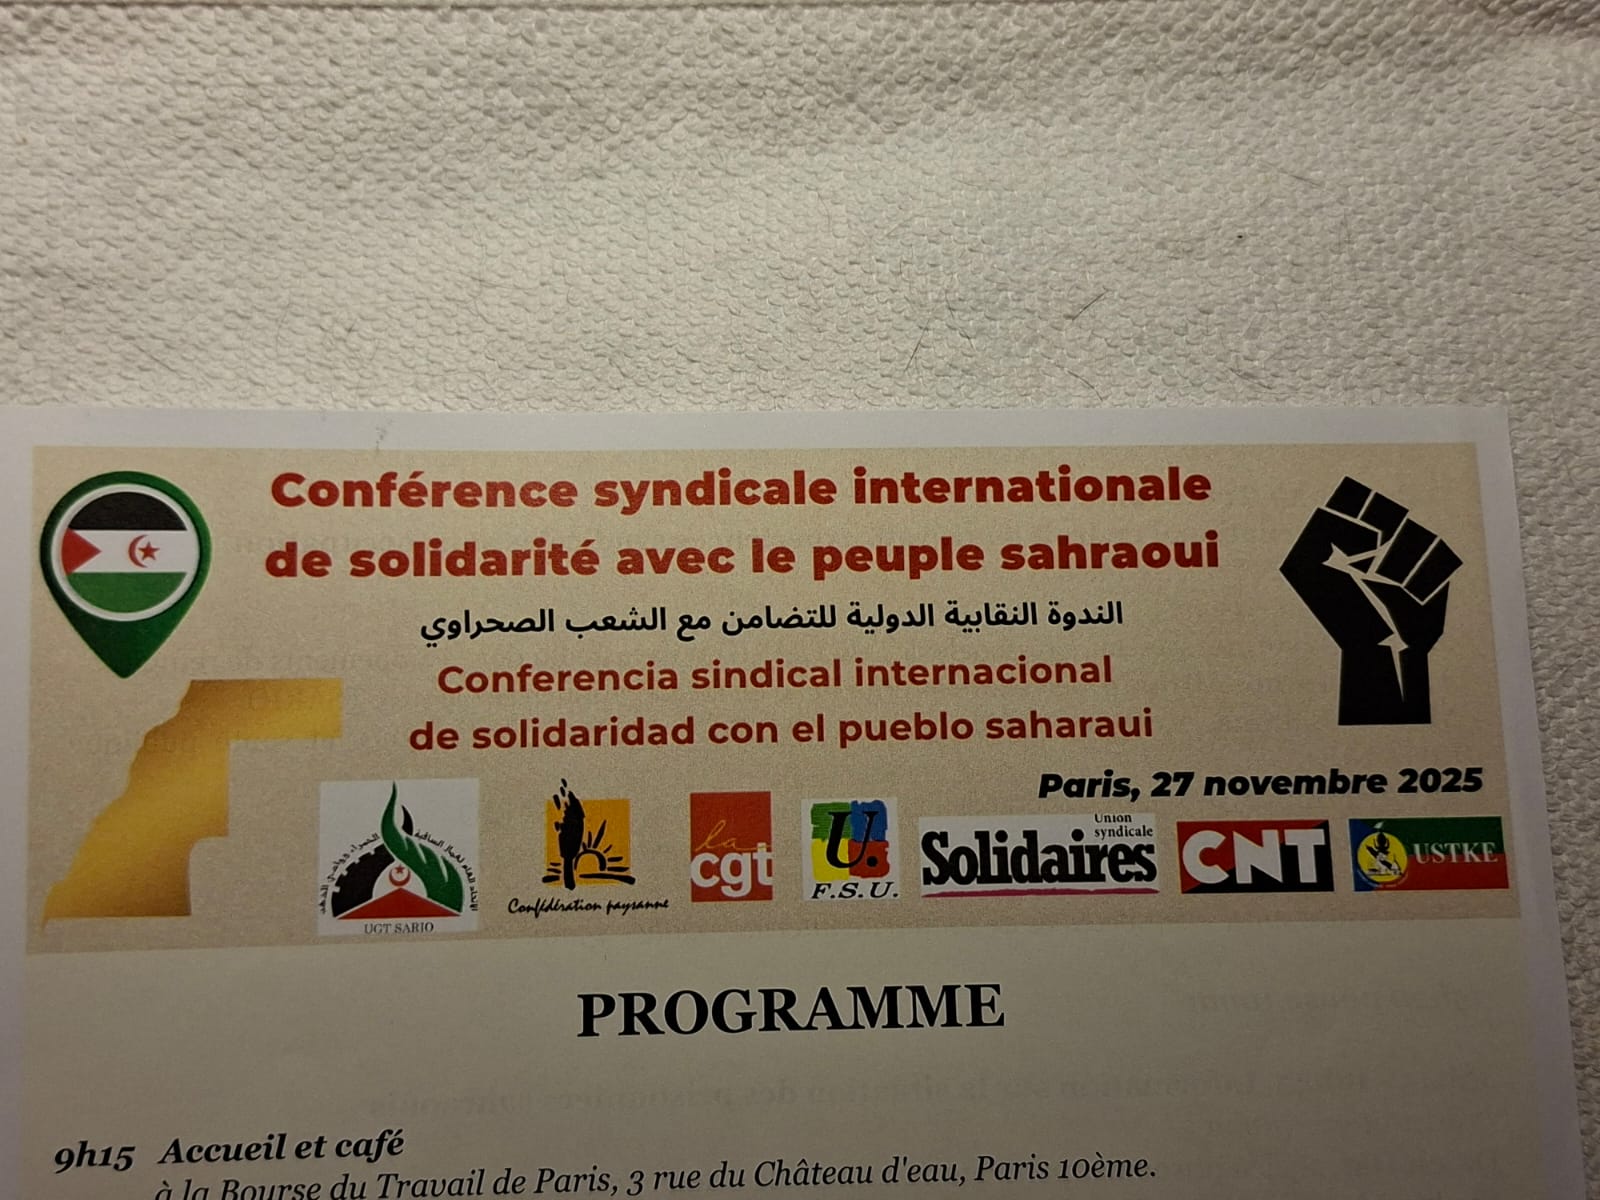 Conférence syndicale internationale
de solidarité avec le peuple sahraoui
الندوة النقابية الدولية للتضامن مع الشعب الصحراوي
Conferencia sindical internacional
de solidaridad con el pueblo saharaui
Paris, 27 novembre 2025
UGT SARIO
Confédération paysanne
la
cgt
U.
F.S.U.
Union
syndicale
Solidaires
CNT
USTKE
PROGRAMME
9h15 Accueil et café
à la Bourse du Travail de Paris, 3 rue du Château d'eau, Paris 10ème.